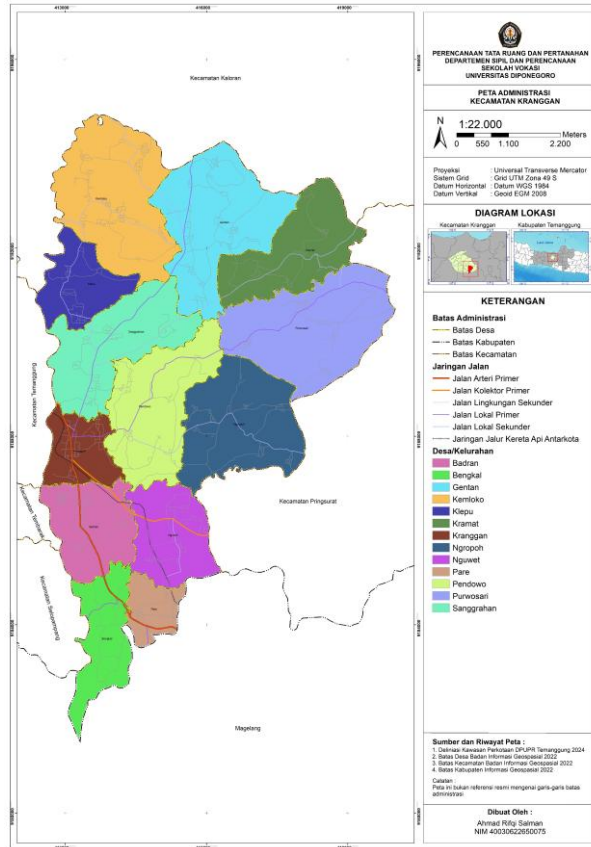 Kecamatan Kaloran
Kecamatan Temanggung
Kecamatan Tembarak
Kecamatan Selopampang
Kecamatan Pringsurat
Magelang
PERENCANAAN TATA RUANG DAN PERTANAHAN
DEPARTEMEN SIPIL DAN PERENCANAAN
SEKOLAH VOKASI
UNIVERSITAS DIPONEGORO
PETA ADMINISTRASI
KECAMATAN KRANGGAN
N
1:22.000
0 550 1.100 2.200 Meters
Proyeksi : Universal Transverse Mercator
Sistem Grid : Grid UTM Zona 49 S
Datum Horizontal : Datum WGS 1984
Datum Vertikal : Geoid EGM 2008
DIAGRAM LOKASI
Kecamatan Kranggan
Kabupaten Temanggung
KETERANGAN
Batas Administrasi
Batas Desa
Batas Kabupaten
Batas Kecamatan
Jaringan Jalan
Jalan Arteri Primer
Jalan Kolektor Primer
Jalan Lingkungan Sekunder
Jalan Lokal Primer
Jalan Lokal Sekunder
Jaringan Jalur Kereta Api Antarkota
Desa/Kelurahan
Badran
Bengkal
Gentan
Kemloko
Klepu
Kramat
Kranggan
Ngropoh
Nguwet
Pare
Pendowo
Purwosari
Sanggrahan
Sumber dan Riwayat Peta :
1. Deliniasi Kawasan Perkotaan DPUPR Temanggung 2024
2. Batas Desa Badan Informasi Geospasial 2022
3. Batas Kecamatan Badan Informasi Geospasial 2022
4. Batas Kabupaten Informasi Geospasial 2022
Catatan :
Peta ini bukan referensi resmi mengenai garis-garis batas
administrasi
Dibuat Oleh :
Ahmad Rifqi Salman
NIM 40030622650075